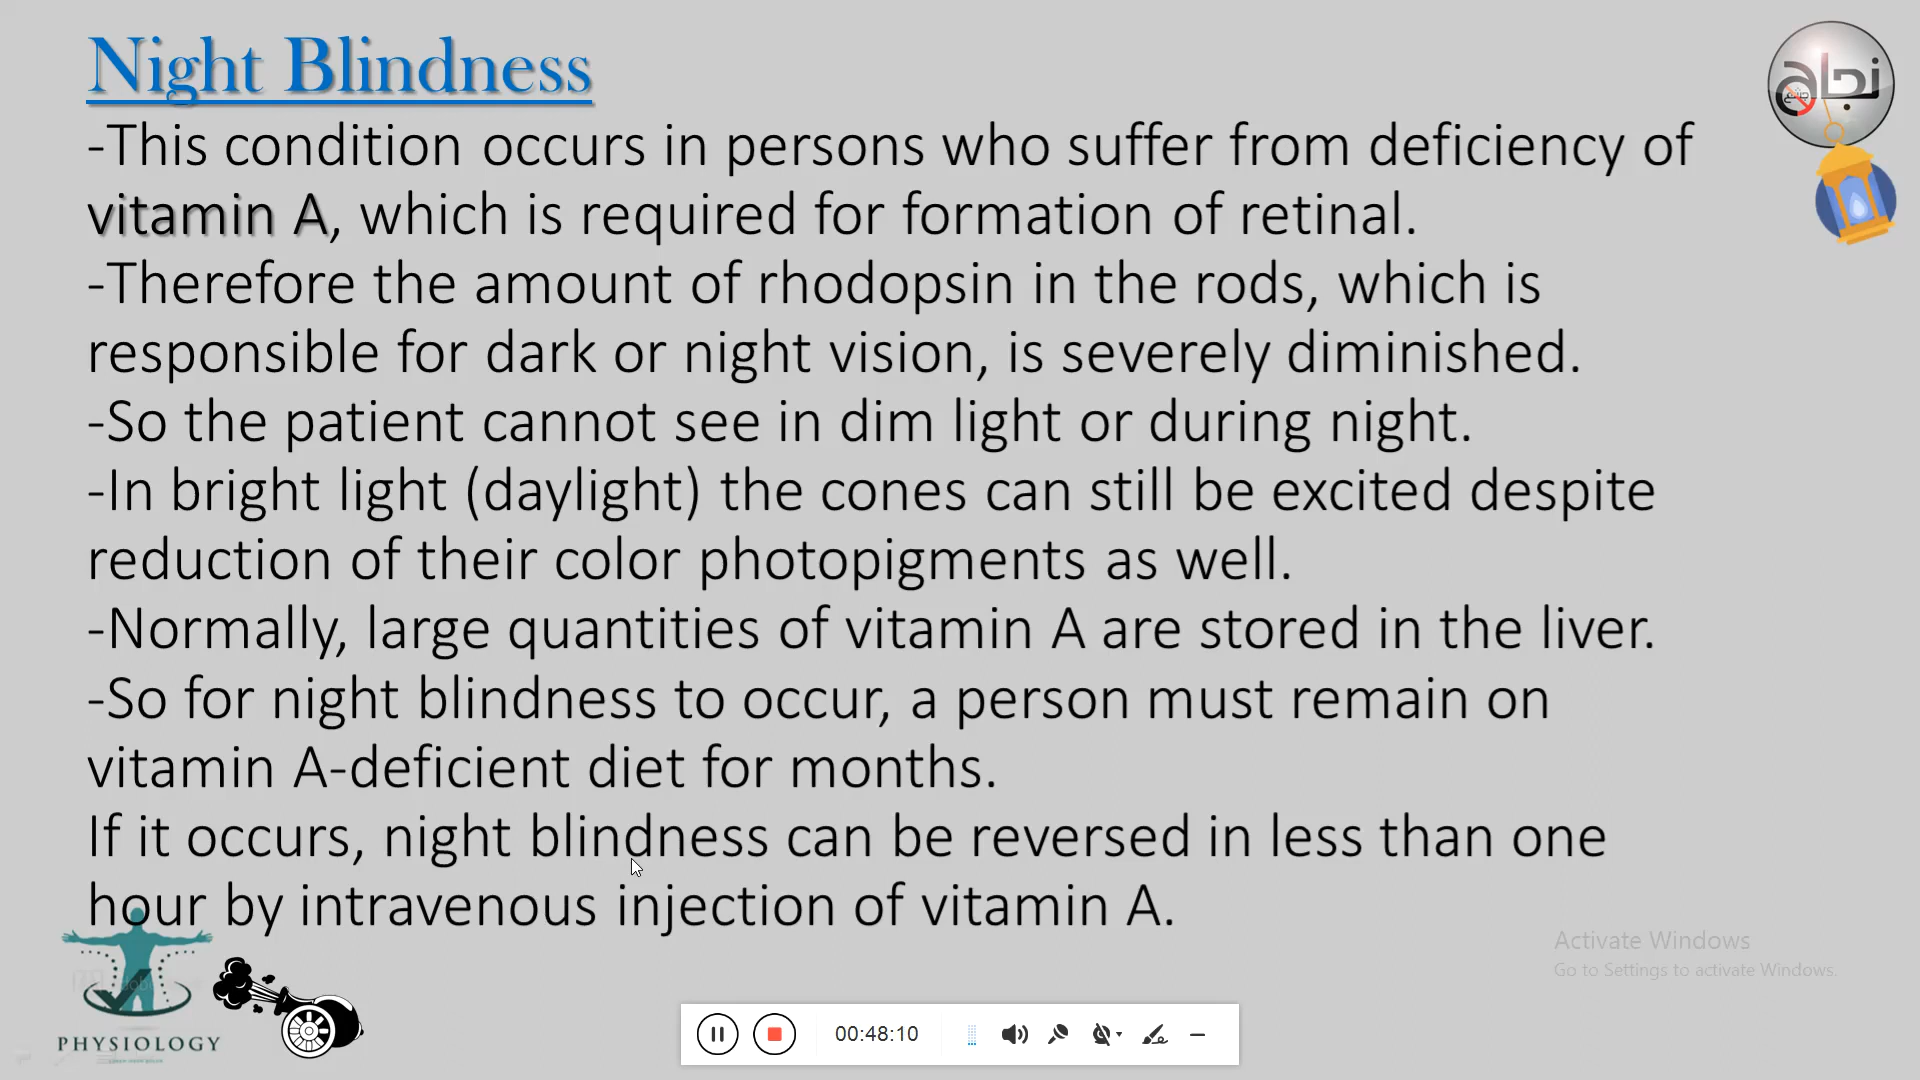 Night Blindness
-This condition occurs in persons who suffer from deficiency of
vitamin A, which is required for formation of retinal.
-Therefore the amount of rhodopsin in the rods, which is
responsible for dark or night vision, is severely diminished.
-So the patient cannot see in dim light or during night.
-In bright light (daylight) the cones can still be excited despite
reduction of their color photopigments as well.
-Normally, large quantities of vitamin A are stored in the liver.
-So for night blindness to occur, a person must remain on
vitamin A-deficient diet for months.
If it occurs, night blindness can be reversed in less than one
hour by intravenous injection of vitamin A.
Activate Windows
Go to Settings to activate Windows.
PHYSIOLOGY
00:48:10